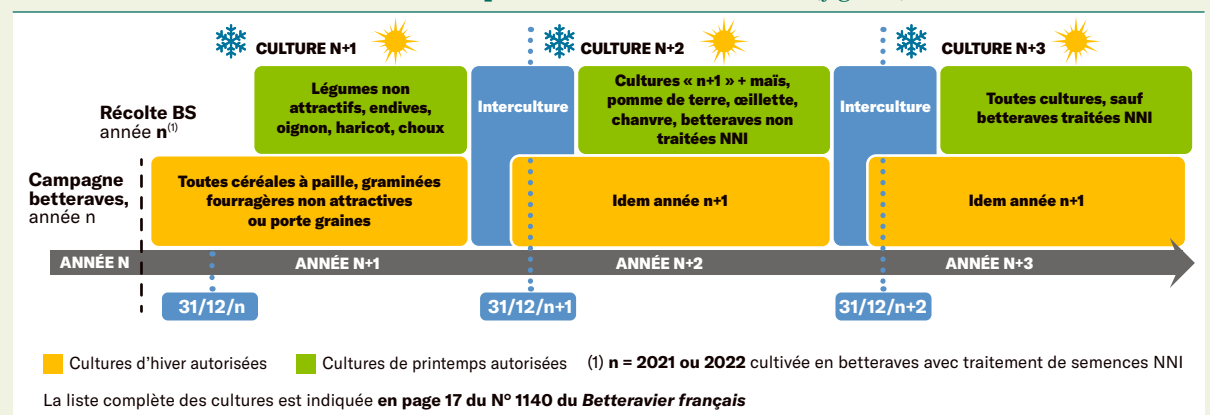 CULTURE N+1
CULTURE N+2
CULTURE N+3
Récolte BS
année n(1)
Légumes non
attractifs, endives,
oignon, haricot, choux
Interculture
Cultures « n+1 » + maïs,
pomme de terre, œillette,
chanvre, betteraves non
traitées NNI
Interculture
Toutes cultures, sauf
betteraves traitées NNI
Campagne
betteraves,
année n
Toutes céréales à paille, graminées
fourragères non attractives
ou porte graines
Idem année n+1
Idem année n+1
ANNÉE N
ANNÉE N+1
ANNÉE N+2
ANNÉE N+3
31/12/n
31/12/n+1
31/12/n+2
Cultures d'hiver autorisées
Cultures de printemps autorisées
(1) n = 2021 ou 2022 cultivée en betteraves avec traitement de semences NNI
La liste complète des cultures est indiquée en page 17 du N° 1140 du Betteravier français